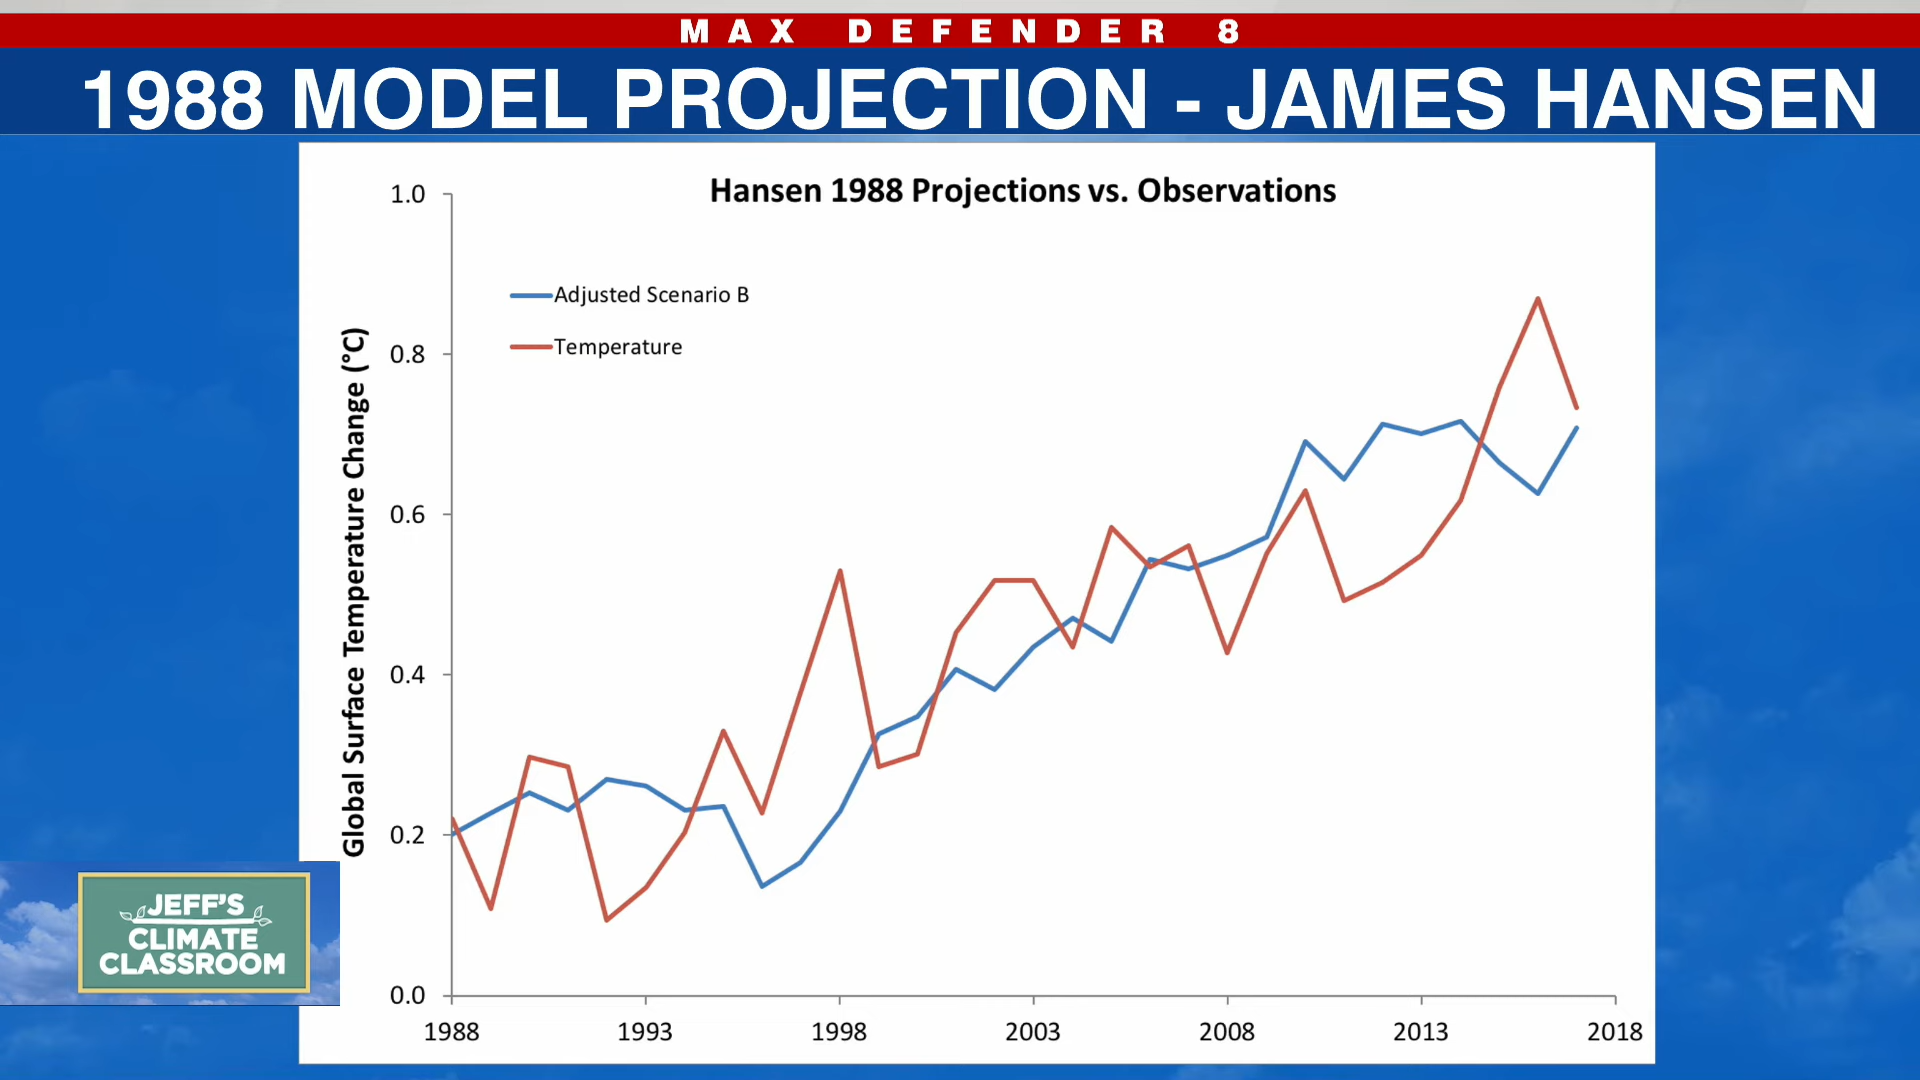 MAX DEFENDER 8
1988 MODEL PROJECTION - JAMES HANSEN
Hansen 1988 Projections vs. Observations
1.0
Adjusted Scenario B
Temperature
0.8
0.6
0.4
0.2
0.0
Global Surface Temperature Change (°C)
1988 1993 1998 2003 2008 2013 2018
JEFF'S
CLIMATE
CLASSROOM